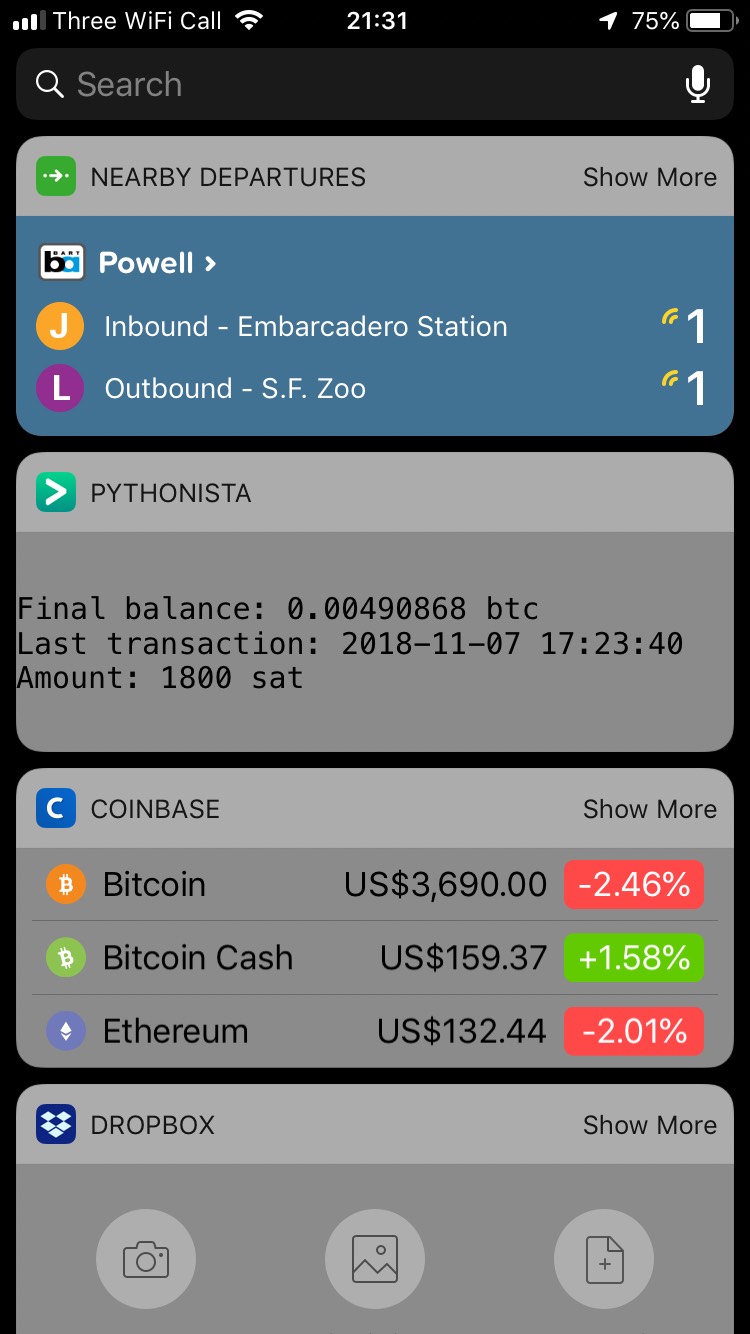 Three WiFi Call 21:31 75%
Search
NEARBY DEPARTURES Show More
BART ba Powell ›
J Inbound - Embarcadero Station 1
L Outbound - S.F. Zoo 1
PYTHONISTA
Final balance: 0.00490868 btc
Last transaction: 2018-11-07 17:23:40
Amount: 1800 sat
C COINBASE Show More
Bitcoin US$3,690.00 -2.46%
Bitcoin Cash US$159.37 +1.58%
Ethereum US$132.44 -2.01%
DROPBOX Show More